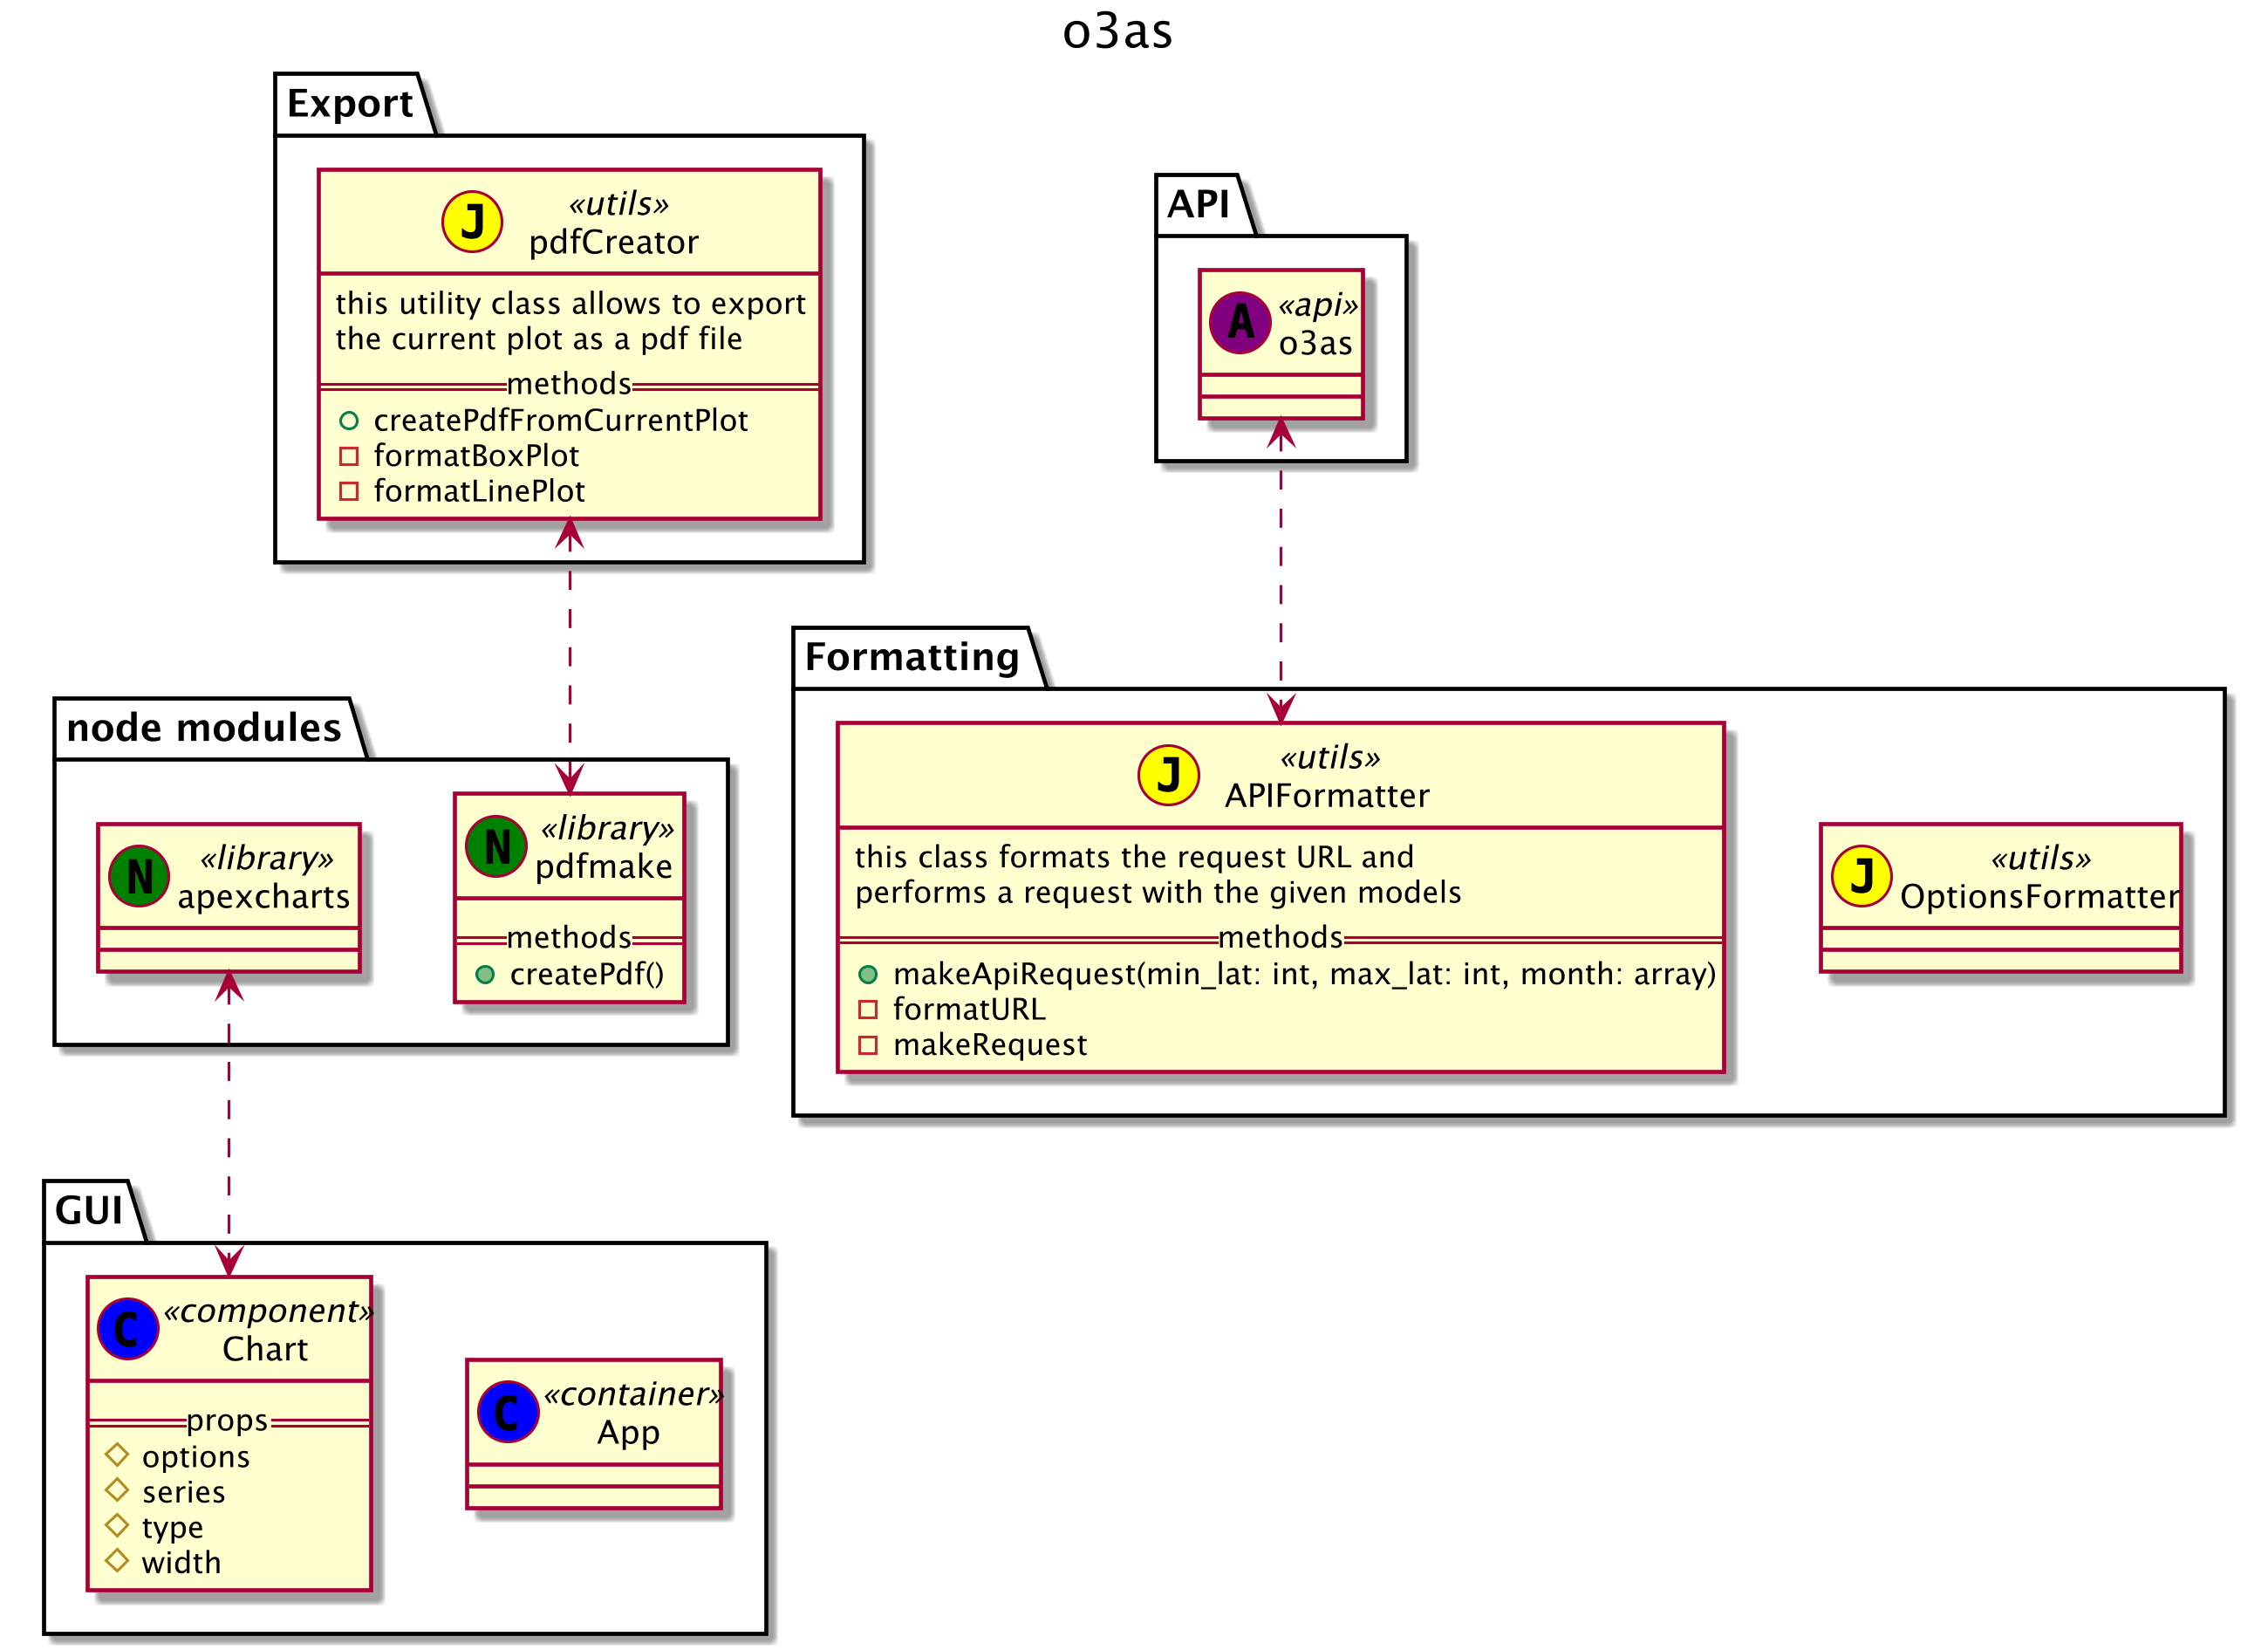 o3as
Export
J
«utils»
pdfCreator
this utility class allows to export
the current plot as a pdf file
methods
createPdfFromCurrentPlot
formatBoxPlot
formatLinePlot
API
A
«api»
o3as
node modules
N
«library»
apexcharts
N
«library»
pdfmake
methods
createPdf()
Formatting
J
«utils»
APIFormatter
this class formats the request URL and
performs a request with the given models
methods
makeApiRequest(min_lat: int, max_lat: int, month: array)
formatURL
makeRequest
J
«utils»
OptionsFormatter
GUI
C
«component»
Chart
props
options
series
type
width
C
«container»
App